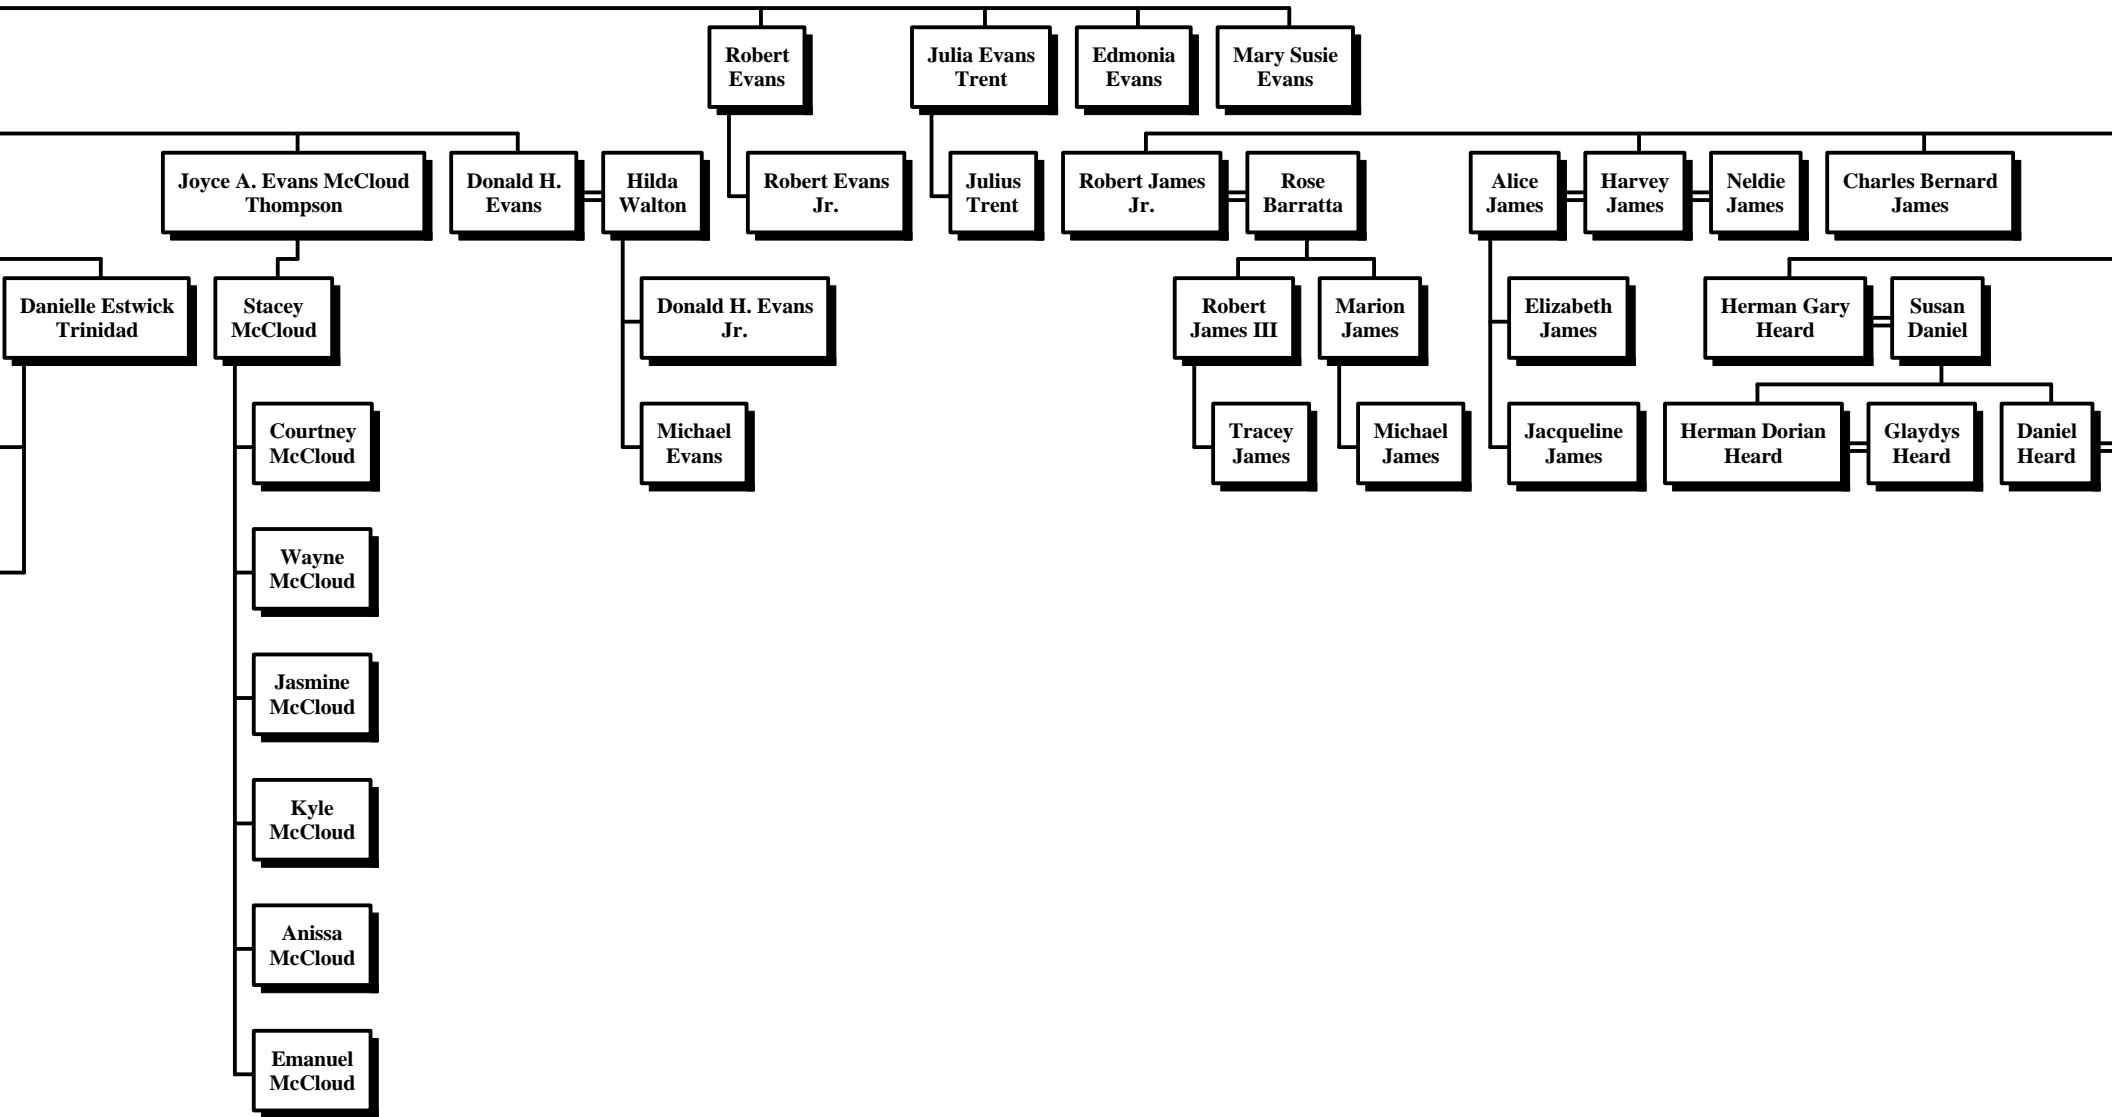 Robert
Evans
Julia Evans
Trent
Edmonia
Evans
Mary Susie
Evans
Joyce A. Evans McCloud
Thompson
Donald H.
Evans
Hilda
Walton
Robert Evans
Jr.
Julius
Trent
Robert James
Jr.
Rose
Barratta
Alice
James
Harvey
James
Neldie
James
Charles Bernard
James
Danielle Estwick
Trinidad
Stacey
McCloud
Donald H. Evans
Jr.
Robert
James III
Marion
James
Elizabeth
James
Herman Gary
Heard
Susan
Daniel
Courtney
McCloud
Michael
Evans
Tracey
James
Michael
James
Jacqueline
James
Herman Dorian
Heard
Glaydys
Heard
Daniel
Heard
Wayne
McCloud
Jasmine
McCloud
Kyle
McCloud
Anissa
McCloud
Emanuel
McCloud